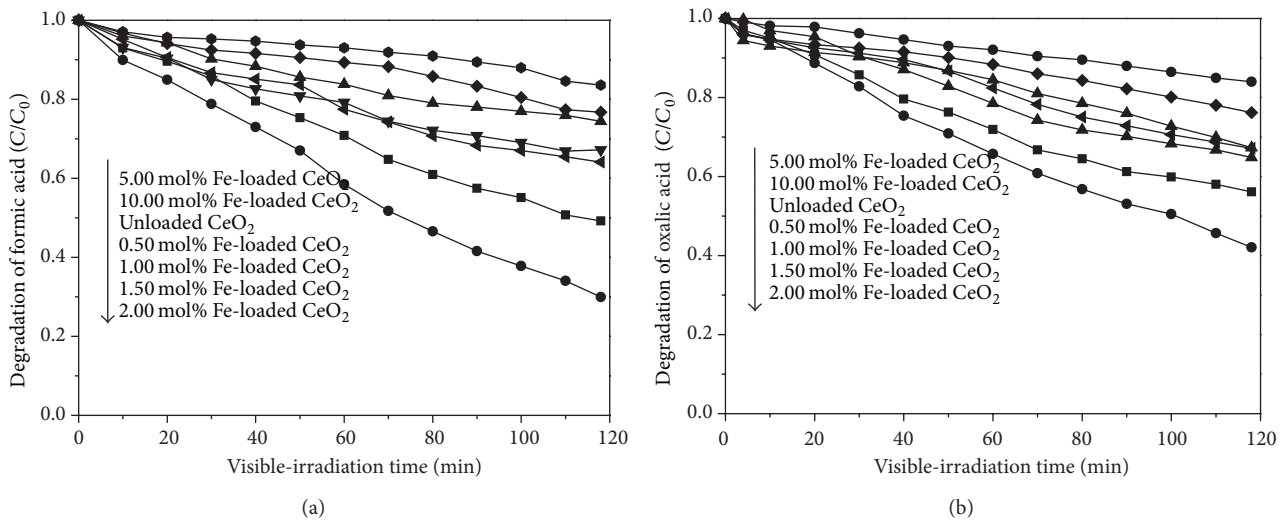 1.0
0.8
0.6
0.4
0.2
0.0
Degradation of formic acid (C/C₀)
5.00 mol% Fe-loaded CeO
10.00 mol% Fe-loaded CeO₂
Unloaded CeO₂
0.50 mol% Fe-loaded CeO₂
1.00 mol% Fe-loaded CeO₂
1.50 mol% Fe-loaded CeO₂
2.00 mol% Fe-loaded CeO₂
0 20 40 60 80 100 120
Visible-irradiation time (min)
(a)
1.0
0.8
0.6
0.4
0.2
0.0
Degradation of oxalic acid (C/C₀)
5.00 mol% Fe-loaded CeO₂
10.00 mol% Fe-loaded CeO₂
Unloaded CeO₂
0.50 mol% Fe-loaded CeO₂
1.00 mol% Fe-loaded CeO₂
1.50 mol% Fe-loaded CeO₂
2.00 mol% Fe-loaded CeO₂
0 20 40 60 80 100 120
Visible-irradiation time (min)
(b)